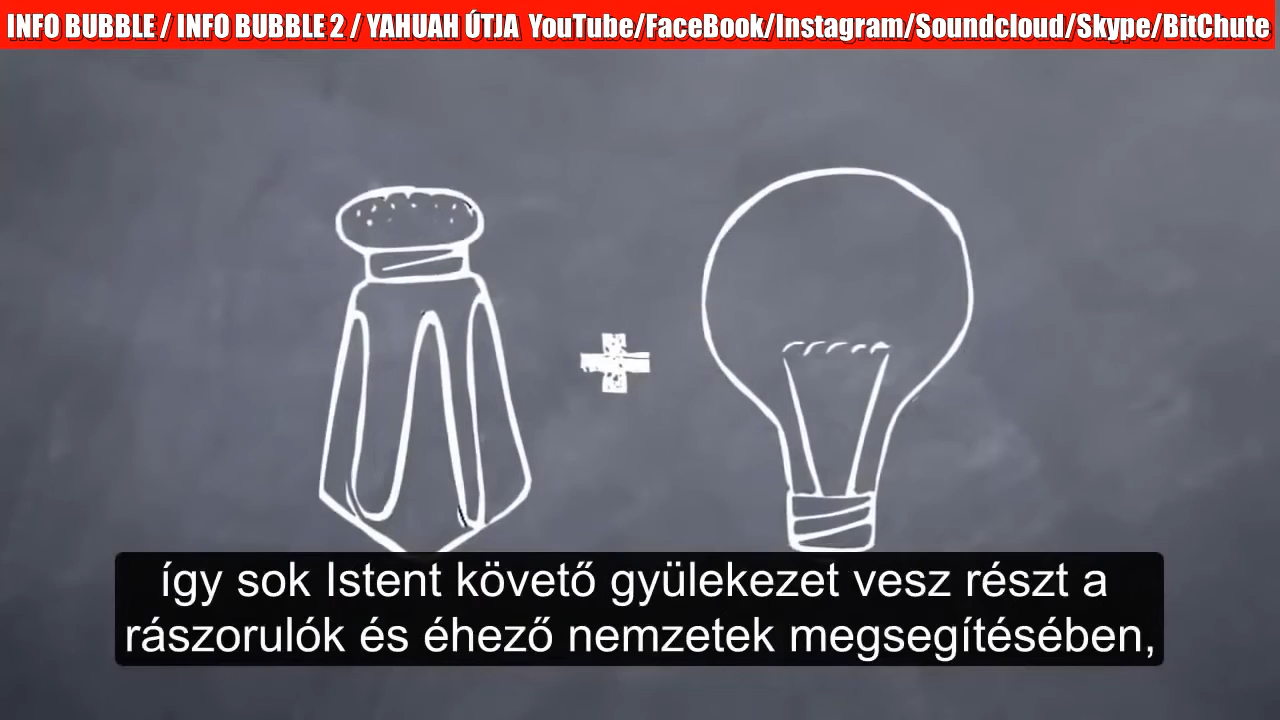 INFO BUBBLE / INFO BUBBLE 2 / YAHUAH ÚTJA YouTube/FaceBook/Instagram/Soundcloud/Skype/BitChute
így sok Istent követő gyülekezet vesz részt a
rászorulók és éhező nemzetek megsegítésében,